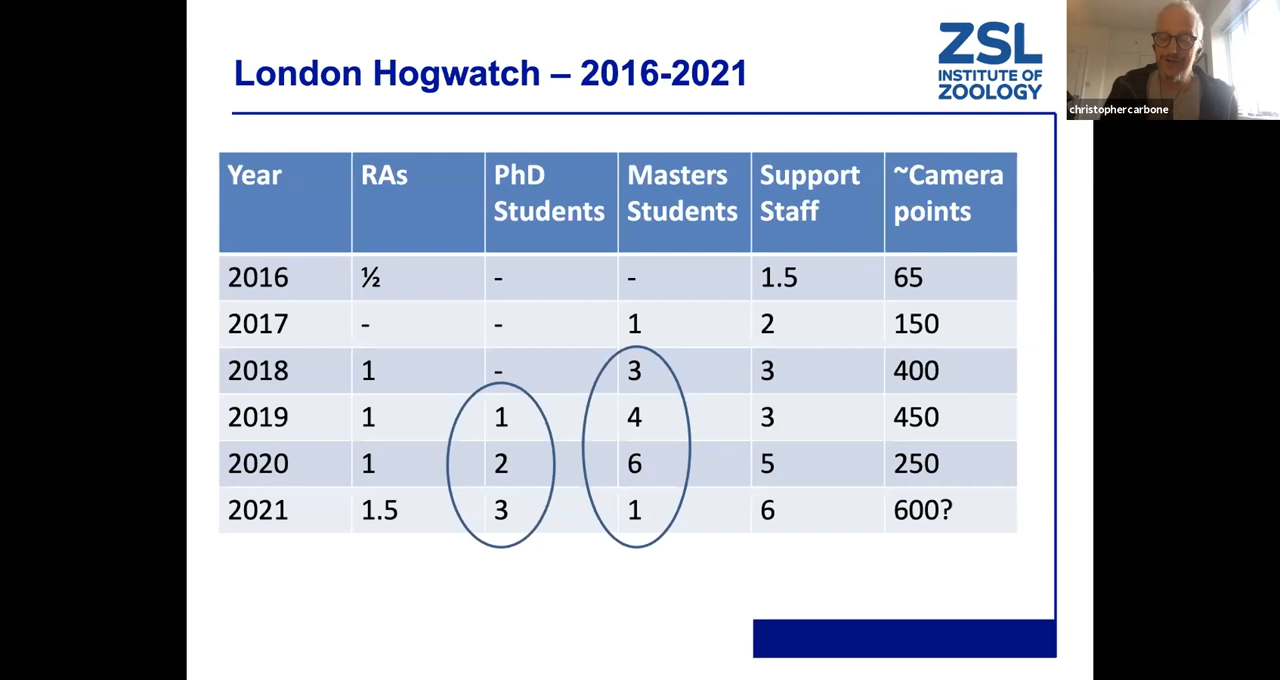 London Hogwatch – 2016-2021
ZSL
INSTITUTE OF
ZOOLOGY
christophercarbone
Year RAs PhD Students Masters Students Support Staff ~Camera points
2016 ½ - - 1.5 65
2017 - - 1 2 150
2018 1 - 3 3 400
2019 1 1 4 3 450
2020 1 2 6 5 250
2021 1.5 3 1 6 600?